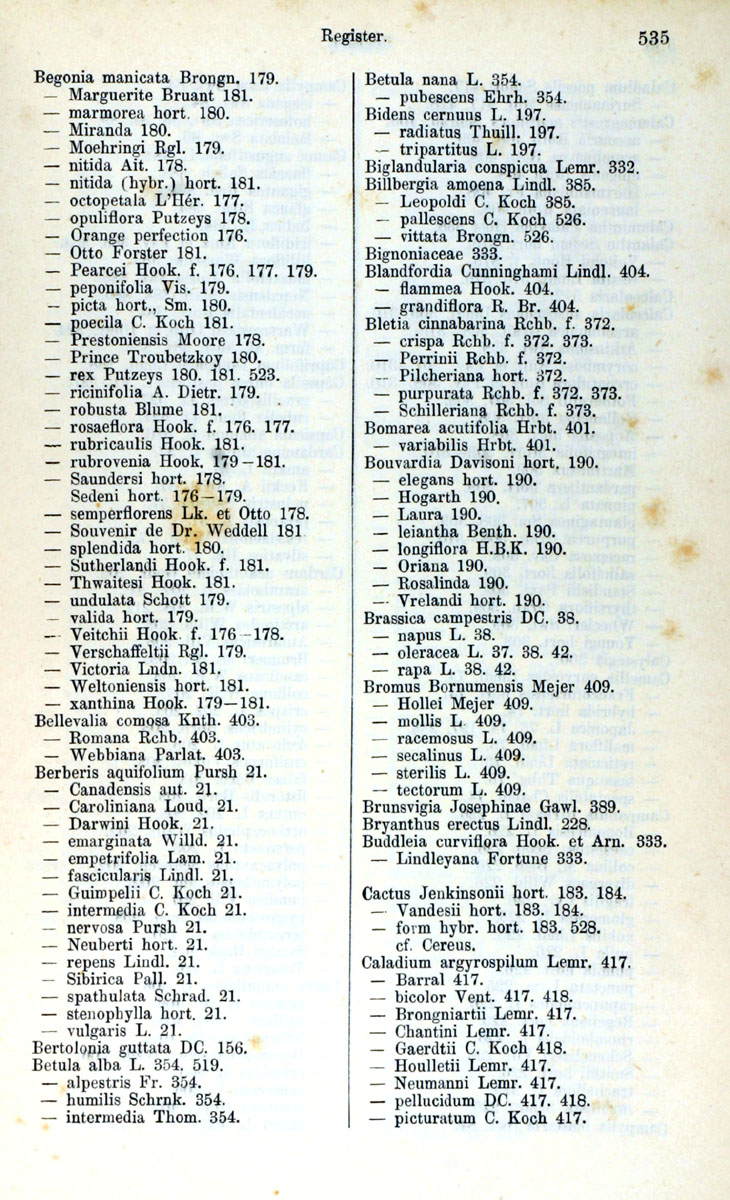 Register.
535
Begonia manicata Brongn. 179.
— Marguerite Bruant 181.
— marmorea hort. 180.
— Miranda 180.
— Moehringi Rgl. 179.
— nitida Ait. 178.
— nitida (hybr.) hort. 181.
— octopetala L'Hér. 177.
— opuliflora Putzeys 178.
— Orange perfection 176.
— Otto Forster 181.
— Pearcei Hook. f. 176. 177. 179.
— peponifolia Vis. 179.
— picta hort., Sm. 180.
— poecila C. Koch 181.
— Prestoniensis Moore 178.
— Prince Troubetzkoy 180.
— rex Putzeys 180. 181. 523.
— ricinifolia A. Dietr. 179.
— robusta Blume 181.
— rosaeflora Hook. f. 176. 177.
— rubricaulis Hook. 181.
— rubrovenia Hook. 179—181.
— Saundersi hort. 178.
Sedeni hort. 176—179.
— semperflorens Lk. et Otto 178.
— Souvenir de Dr. Weddell 181
— splendida hort. 180.
— Sutherlandi Hook. f. 181.
— Thwaitesi Hook. 181.
— undulata Schott 179.
— valida hort. 179.
— Veitchii Hook. f. 176—178.
— Verschaffeltii Rgl. 179.
— Victoria Lndn. 181.
— Weltoniensis hort. 181.
— xanthina Hook. 179—181.
Bellevalia comosa Knth. 403.
— Romana Rchb. 403.
— Webbiana Parlat. 403.
Berberis aquifolium Pursh 21.
— Canadensis aut. 21.
— Caroliniana Loud. 21.
Darwini Hook. 21
— emarginata Willd. 21.
— empetrifolia Lam. 21.
— fascicularis Lindl. 21.
— Guimpelii C. Koch 21.
— intermedia C. Koch 21.
— nervosa Pursh 21.
— Neuberti hort. 21.
— repens Lindl. 21.
— Sibirica Pall. 21.
— spathulata Schrad. 21.
— stenophylla hort. 21.
— vulgaris L. 21.
Bertolonia guttata DC. 156.
Betula alba L. 354. 519.
— alpestris Fr. 354.
— humilis Schrnk. 354.
— intermedia Thom. 354.
Betula nana L. 354.
— pubescens Ehrh. 354.
Bidens cernuus L. 197.
— radiatus Thuill. 197.
— tripartitus L. 197.
Biglandularia conspicua Lemr. 332.
Billbergia amoena Lindl. 385.
— Leopoldi C. Koch 385.
— pallescens C. Koch 526.
— vittata Brongn. 526.
Bignoniaceae 333.
Blandfordia Cunninghami Lindl. 404.
— flammea Hook. 404.
— grandiflora R. Br. 404.
Bletia cinnabarina Rchb. f. 372.
— crispa Rchb. f. 372. 373.
— Perrinii Rchb. f. 372.
— Pilcheriana hort. 372.
— purpurata Rchb. f. 372. 373.
— Schilleriana Rchb. f. 373.
Bomarea acutifolia Hrbt. 401.
— variabilis Hrbt. 401.
Bouvardia Davisoni hort. 190.
— elegans hort. 190.
— Hogarth 190.
— Laura 190.
— leiantha Benth. 190.
— longiflora H.B.K. 190.
— Oriana 190.
— Rosalinda 190.
— Vrelandi hort. 190.
Brassica campestris DC. 38.
— napus L. 38.
— oleracea L. 37. 38. 42.
— rapa L. 38. 42.
Bromus Bornumensis Mejer 409.
— Hollei Mejer 409.
— mollis L. 409.
— racemosus L. 409.
— secalinus L. 409.
— sterilis L. 409.
— tectorum L. 409.
Brunsvigia Josephinae Gawl. 389.
Bryanthus erectus Lindl 228
Buddleia curviflora Hook. et Arn. 333.
— Lindleyana Fortune 333.
Cactus Jenkinsonii hort. 183. 184.
— Vandesii hort. 183. 184.
— form hybr. hort. 183. 528.
cf. Cereus.
Caladium argyrospilum Lemr. 417.
— Barral 417.
— bicolor Vent. 417. 418.
— Brongniartii Lemr. 417.
— Chantini Lemr. 417.
— Gaerdtii C. Koch 418.
— Houlletii Lemr. 417.
— Neumanni Lemr. 417.
— pellucidum DC. 417. 418.
— picturatum C. Koch 417.